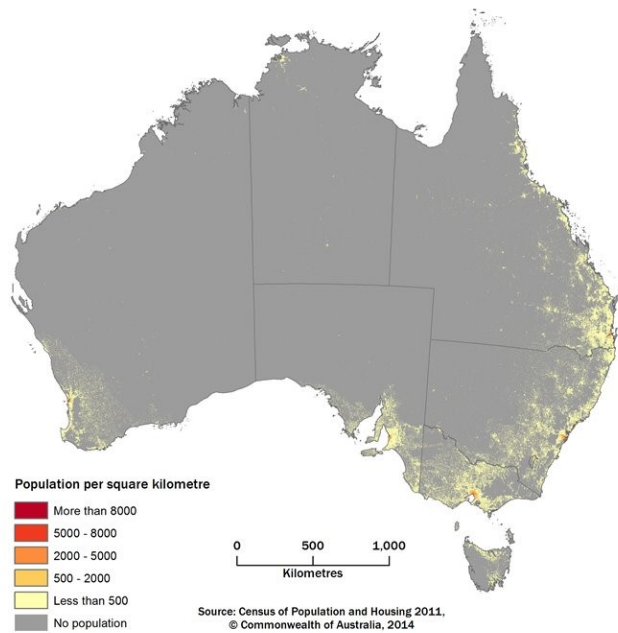 Population per square kilometre
More than 8000
5000 - 8000
2000 - 5000
500 - 2000
Less than 500
No population
0 500 1,000
Kilometres
Source: Census of Population and Housing 2011,
© Commonwealth of Australia, 2014